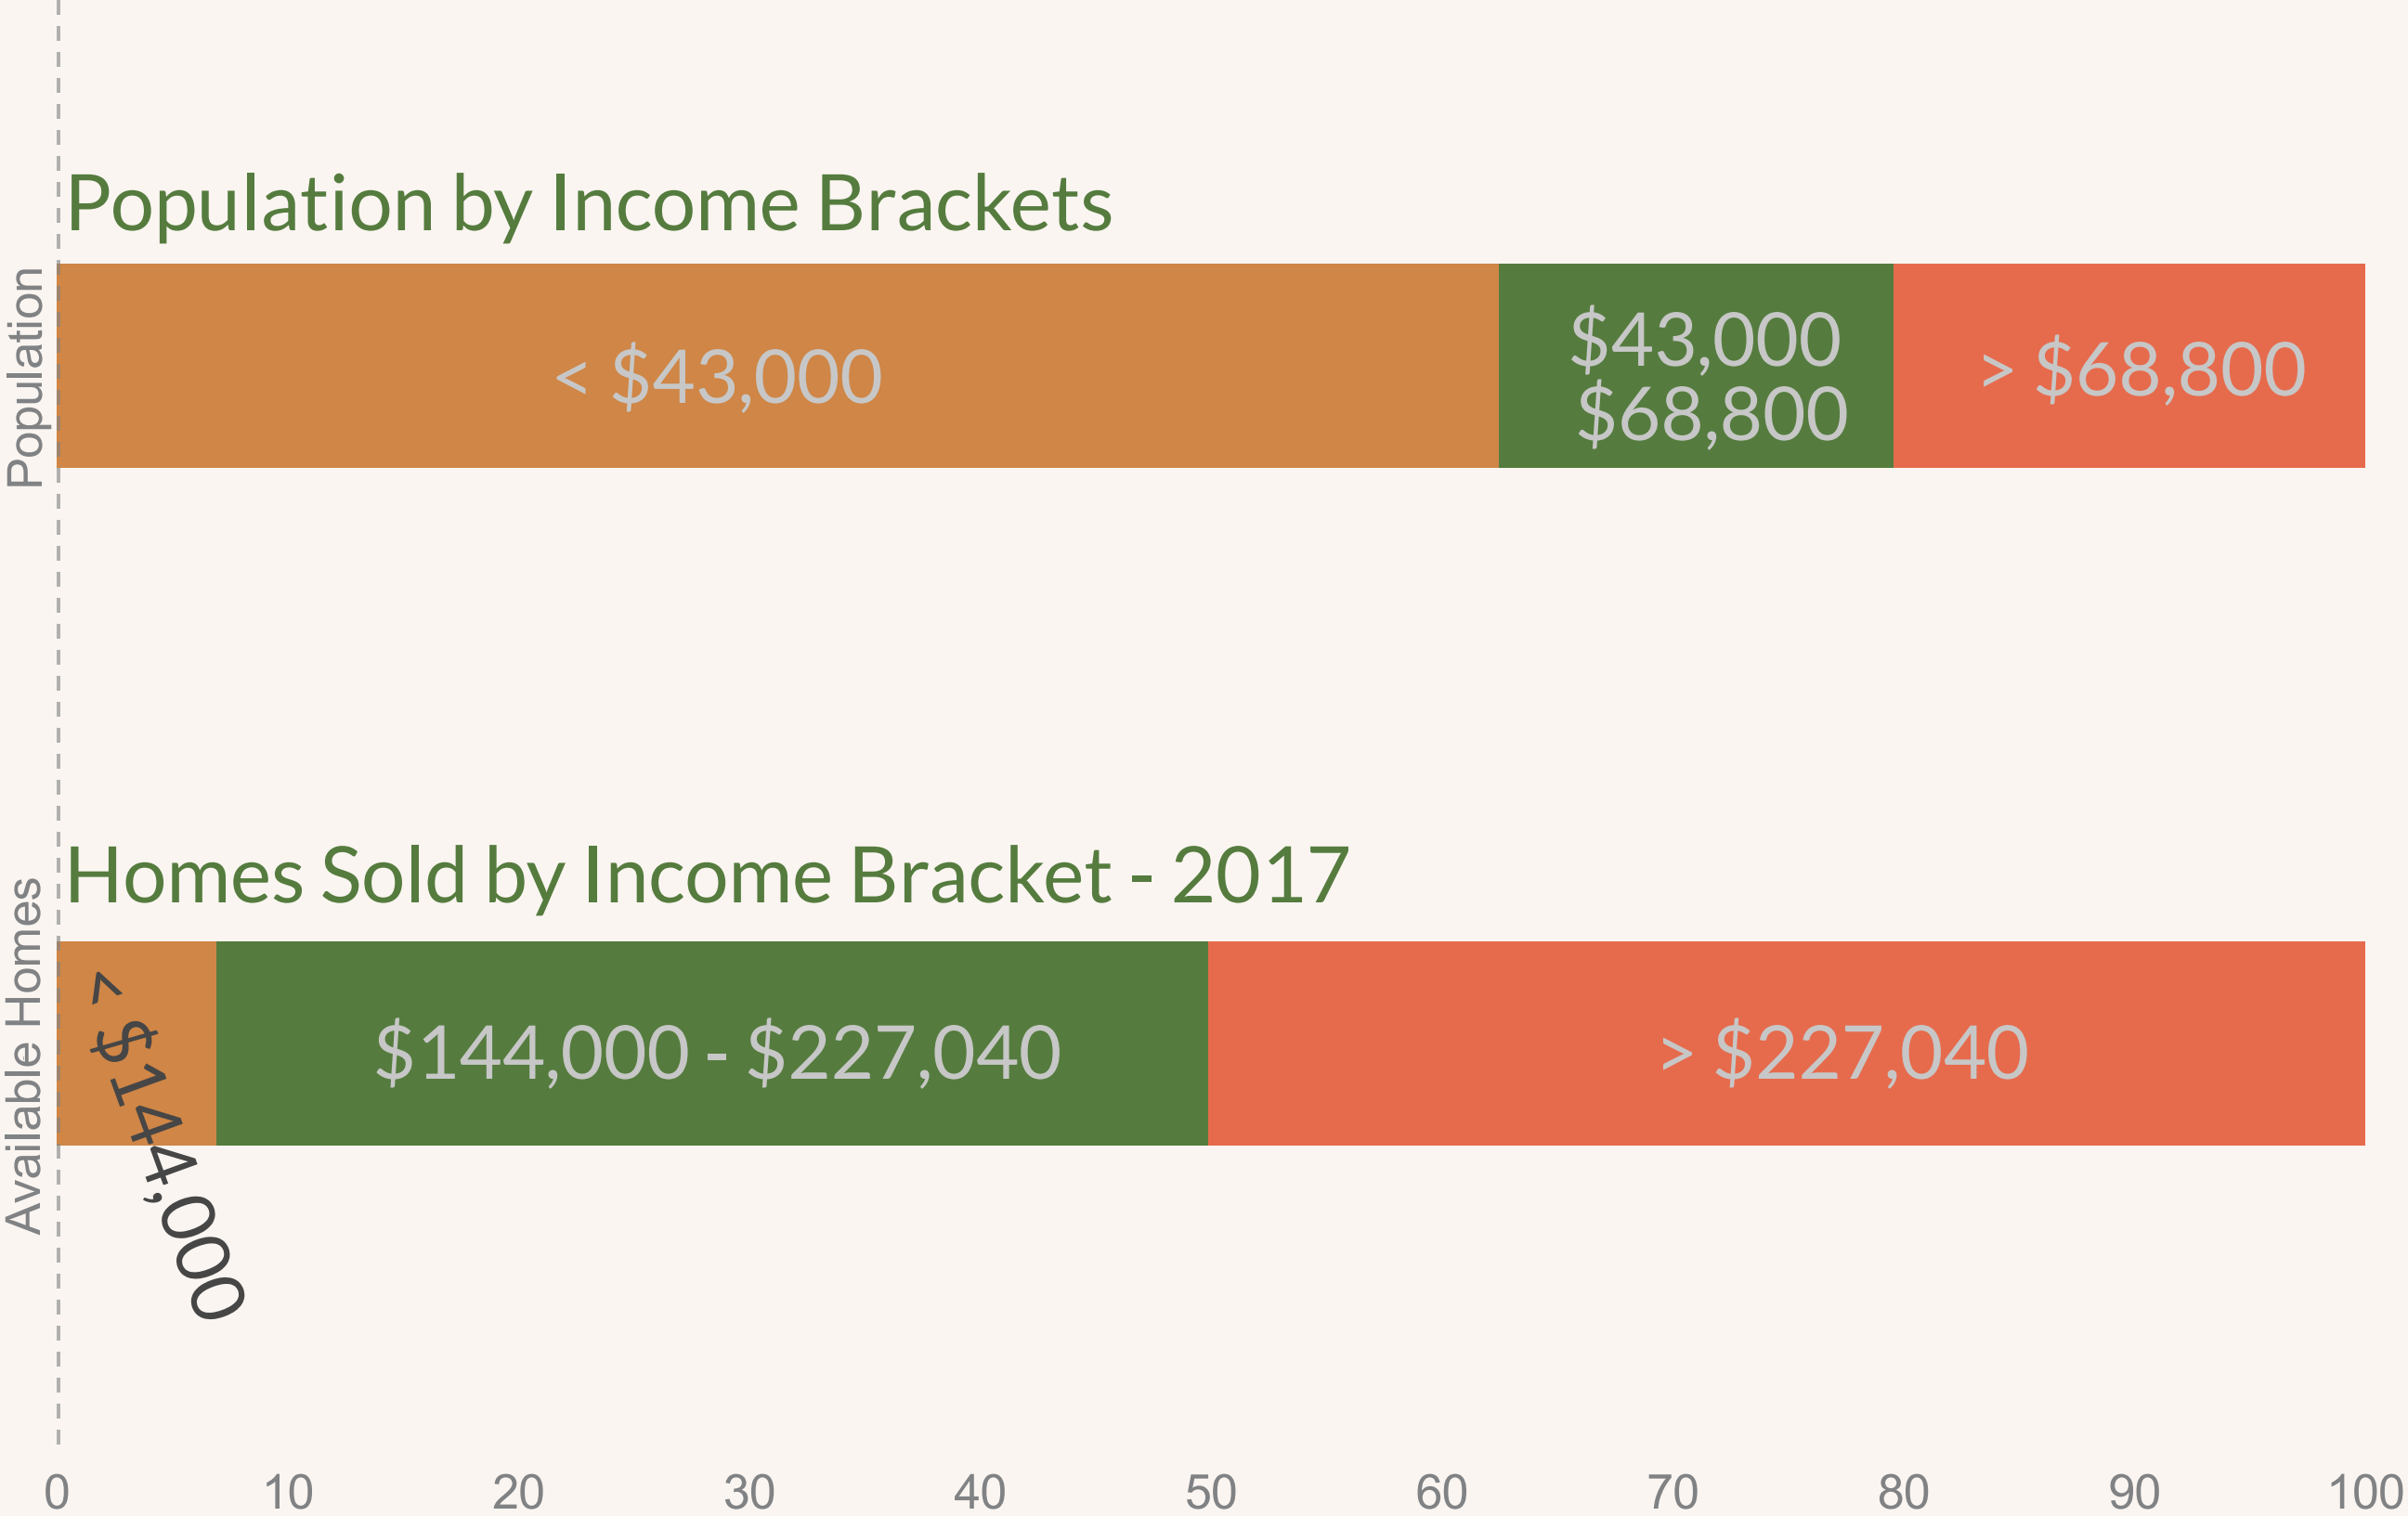 Population by Income Brackets
Population
< $43,000
$43,000
$68,800
> $68,800
Homes Sold by Income Bracket - 2017
Available Homes
< $144,000
$144,000 - $227,040
> $227,040
0 10 20 30 40 50 60 70 80 90 100